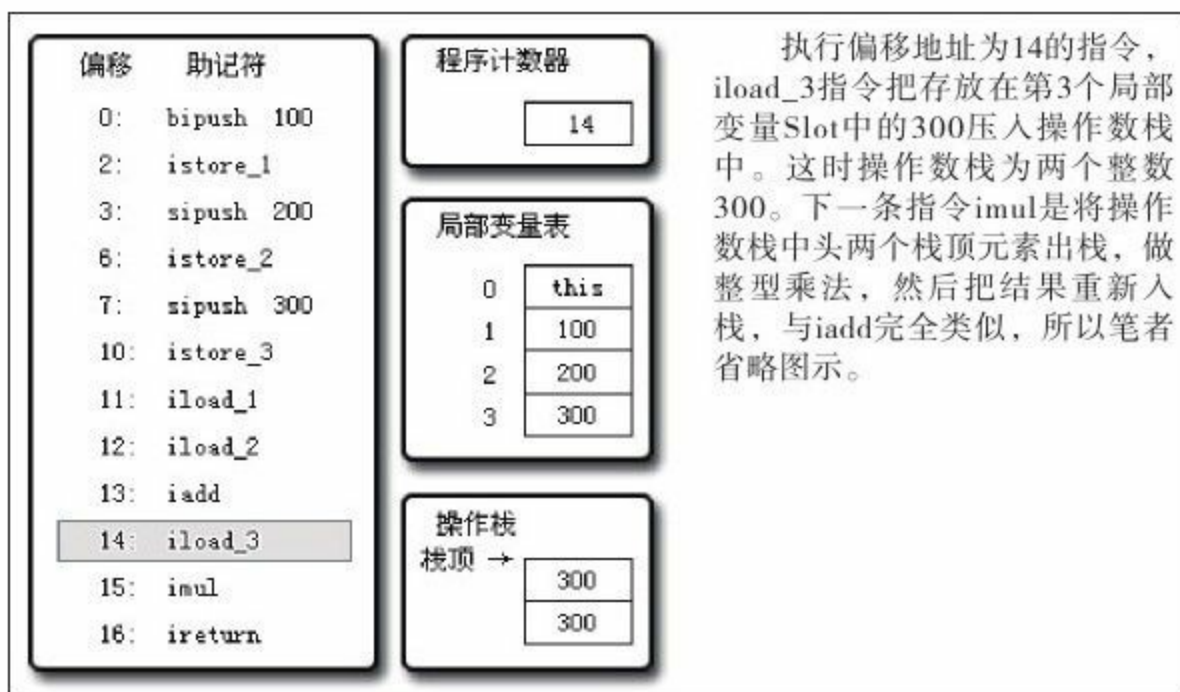 偏移 助记符
0: bipush 100
2: istore_1
3: sipush 200
6: istore_2
7: sipush 300
10: istore_3
11: iload_1
12: iload_2
13: iadd
14: iload_3
15: imul
16: ireturn
程序计数器
14
局部变量表
0 this
1 100
2 200
3 300
操作栈
栈顶 →
300
300
执行偏移地址为14的指令，
iload_3指令把存放在第3个局部
变量Slot中的300压入操作数栈
中。这时操作数栈为两个整数
300。下一条指令imul是将操作
数栈中头两个栈顶元素出栈，做
整型乘法，然后把结果重新入
栈，与iadd完全类似，所以笔者
省略图示。